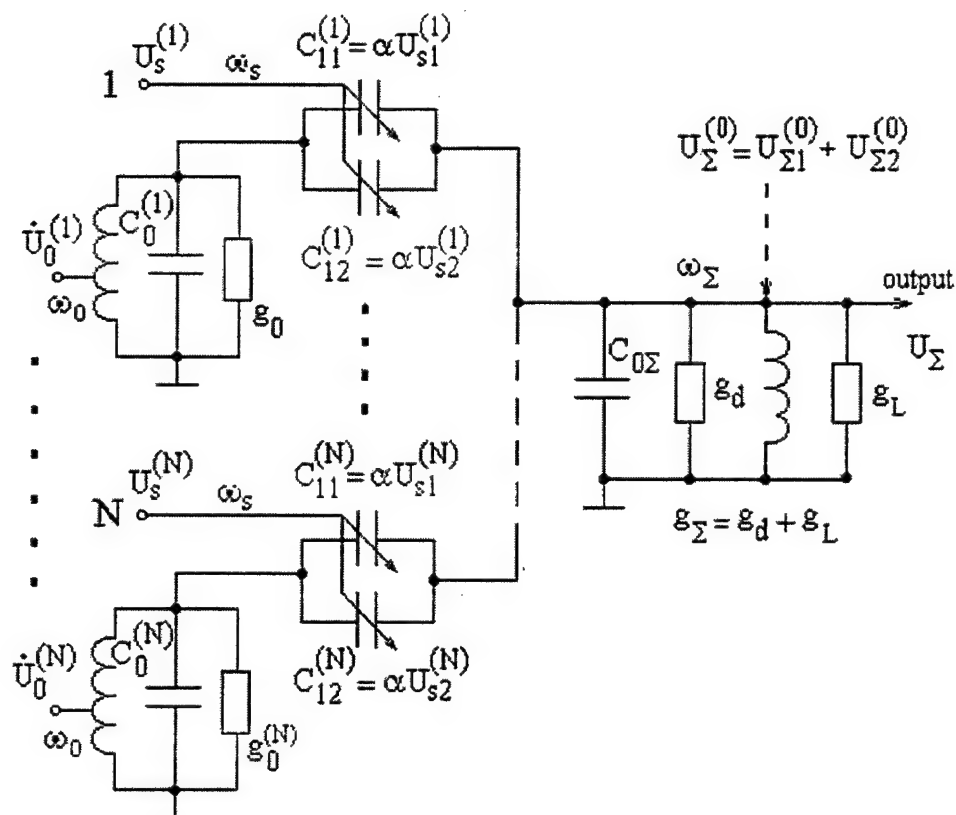 U_s^(1)
C_11^(1) = αU_s1^(1)
1
ω_s
U_Σ^(0) = U_Σ1^(0) + U_Σ2^(0)
C_0^(1)
U̇_0^(1)
C_12^(1) = αU_s2^(1)
ω_0
g_0
ω_Σ
output
C_0Σ
g_d
g_L
U_Σ
U_s^(N)
C_11^(N) = αU_s1^(N)
N
ω_s
g_Σ = g_d + g_L
C_0^(N)
U̇_0^(N)
C_12^(N) = αU_s2^(N)
ω_0
g_0^(N)